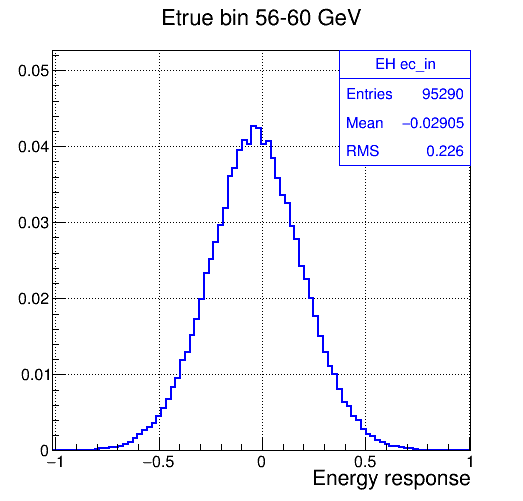 Etrue bin 56-60 GeV
EH ec_in
Entries 95290
Mean −0.02905
RMS 0.226
0.05
0.04
0.03
0.02
0.01
0
−1 −0.5 0 0.5 1
Energy response